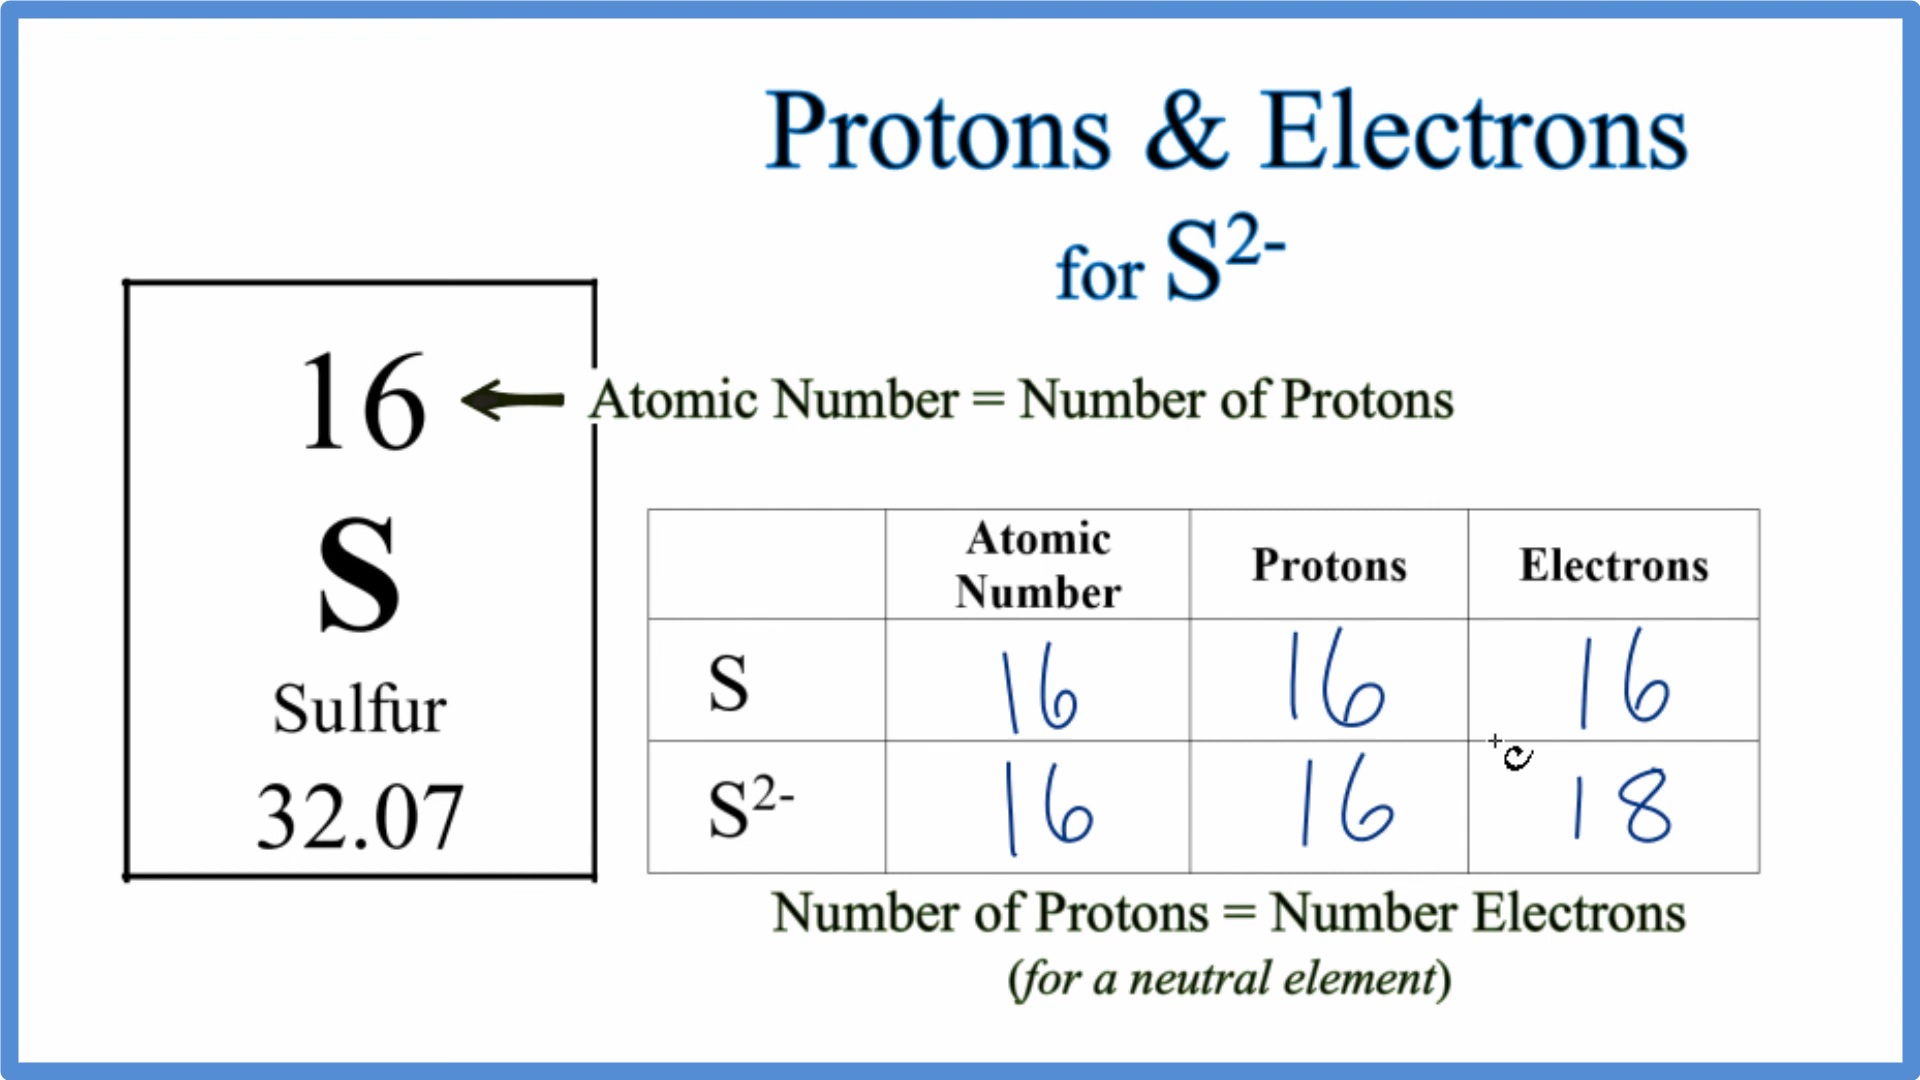 Protons & Electrons
for S²⁻
16
Atomic Number = Number of Protons
S
Sulfur
32.07
Atomic Number Protons Electrons
S 16 16 16
S²⁻ 16 16 18
Number of Protons = Number Electrons
(for a neutral element)